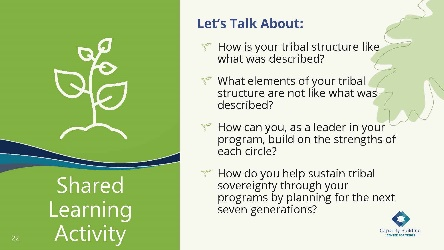 Let's Talk About:
How is your tribal structure like
what was described?
What elements of your tribal
structure are not like what was
described?
How can you, as a leader in your
program, build on the strengths of
each circle?
How do you help sustain tribal
sovereignty through your
programs by planning for the next
seven generations?
Shared
Learning
Activity